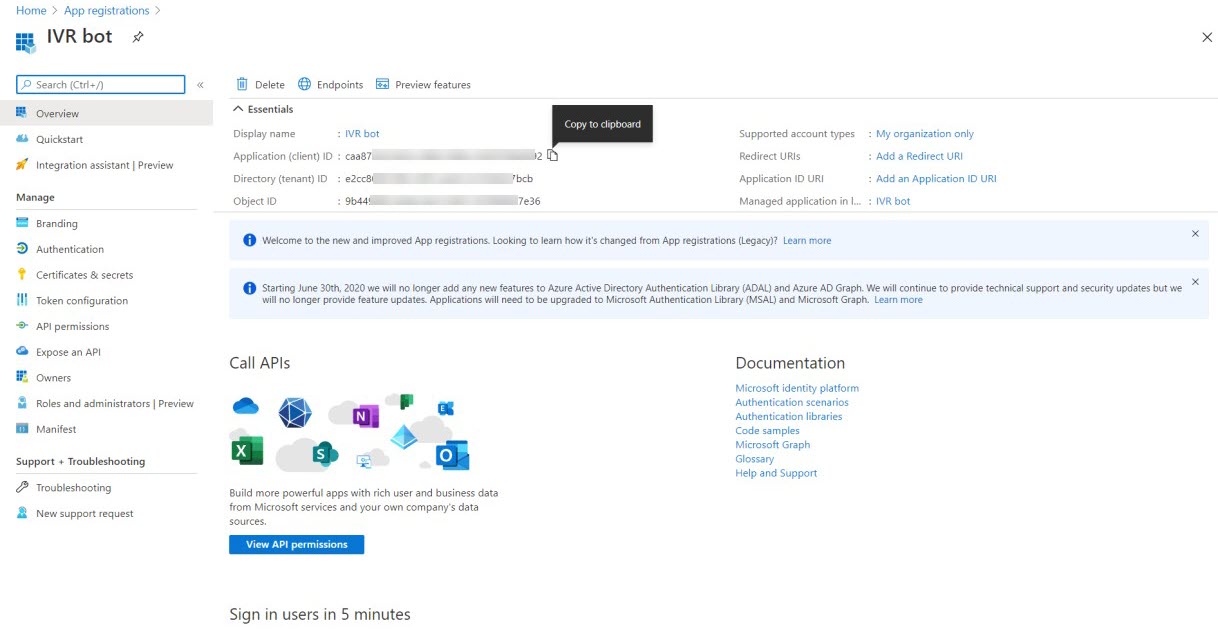 Home > App registrations >
IVR bot
Search (Ctrl+/)
«
Overview
Quickstart
Integration assistant | Preview
Manage
Branding
Authentication
Certificates & secrets
Token configuration
API permissions
Expose an API
Owners
Roles and administrators | Preview
Manifest
Support + Troubleshooting
Troubleshooting
New support request
Delete Endpoints Preview features
Essentials
Copy to clipboard
Display name : IVR bot
Application (client) ID : caa87 02
Directory (tenant) ID : e2cc8 7bcb
Object ID : 9b449 7e36
Supported account types : My organization only
Redirect URIs : Add a Redirect URI
Application ID URI : Add an Application ID URI
Managed application in l... : IVR bot
Welcome to the new and improved App registrations. Looking to learn how it's changed from App registrations (Legacy)? Learn more
Starting June 30th, 2020 we will no longer add any new features to Azure Active Directory Authentication Library (ADAL) and Azure AD Graph. We will continue to provide technical support and security updates but we
will no longer provide feature updates. Applications will need to be upgraded to Microsoft Authentication Library (MSAL) and Microsoft Graph. Learn more
Call APIs
N
E
X
S
O
Build more powerful apps with rich user and business data
from Microsoft services and your own company's data
sources.
View API permissions
Documentation
Microsoft identity platform
Authentication scenarios
Authentication libraries
Code samples
Microsoft Graph
Glossary
Help and Support
Sign in users in 5 minutes